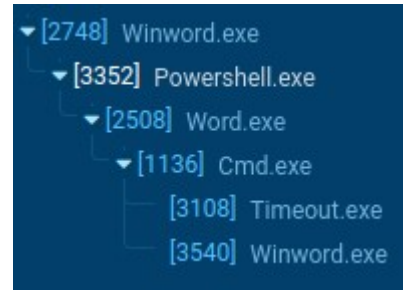 [2748] Winword.exe
[3352] Powershell.exe
[2508] Word.exe
[1136] Cmd.exe
[3108] Timeout.exe
[3540] Winword.exe